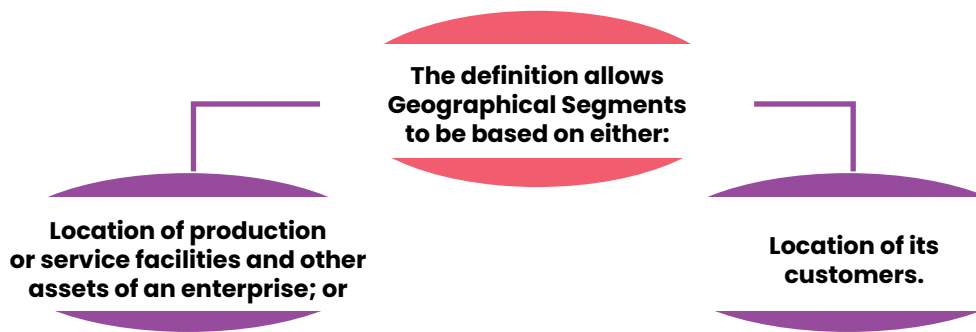 The definition allows
Geographical Segments
to be based on either:
Location of production
or service facilities and other
assets of an enterprise; or
Location of its
customers.